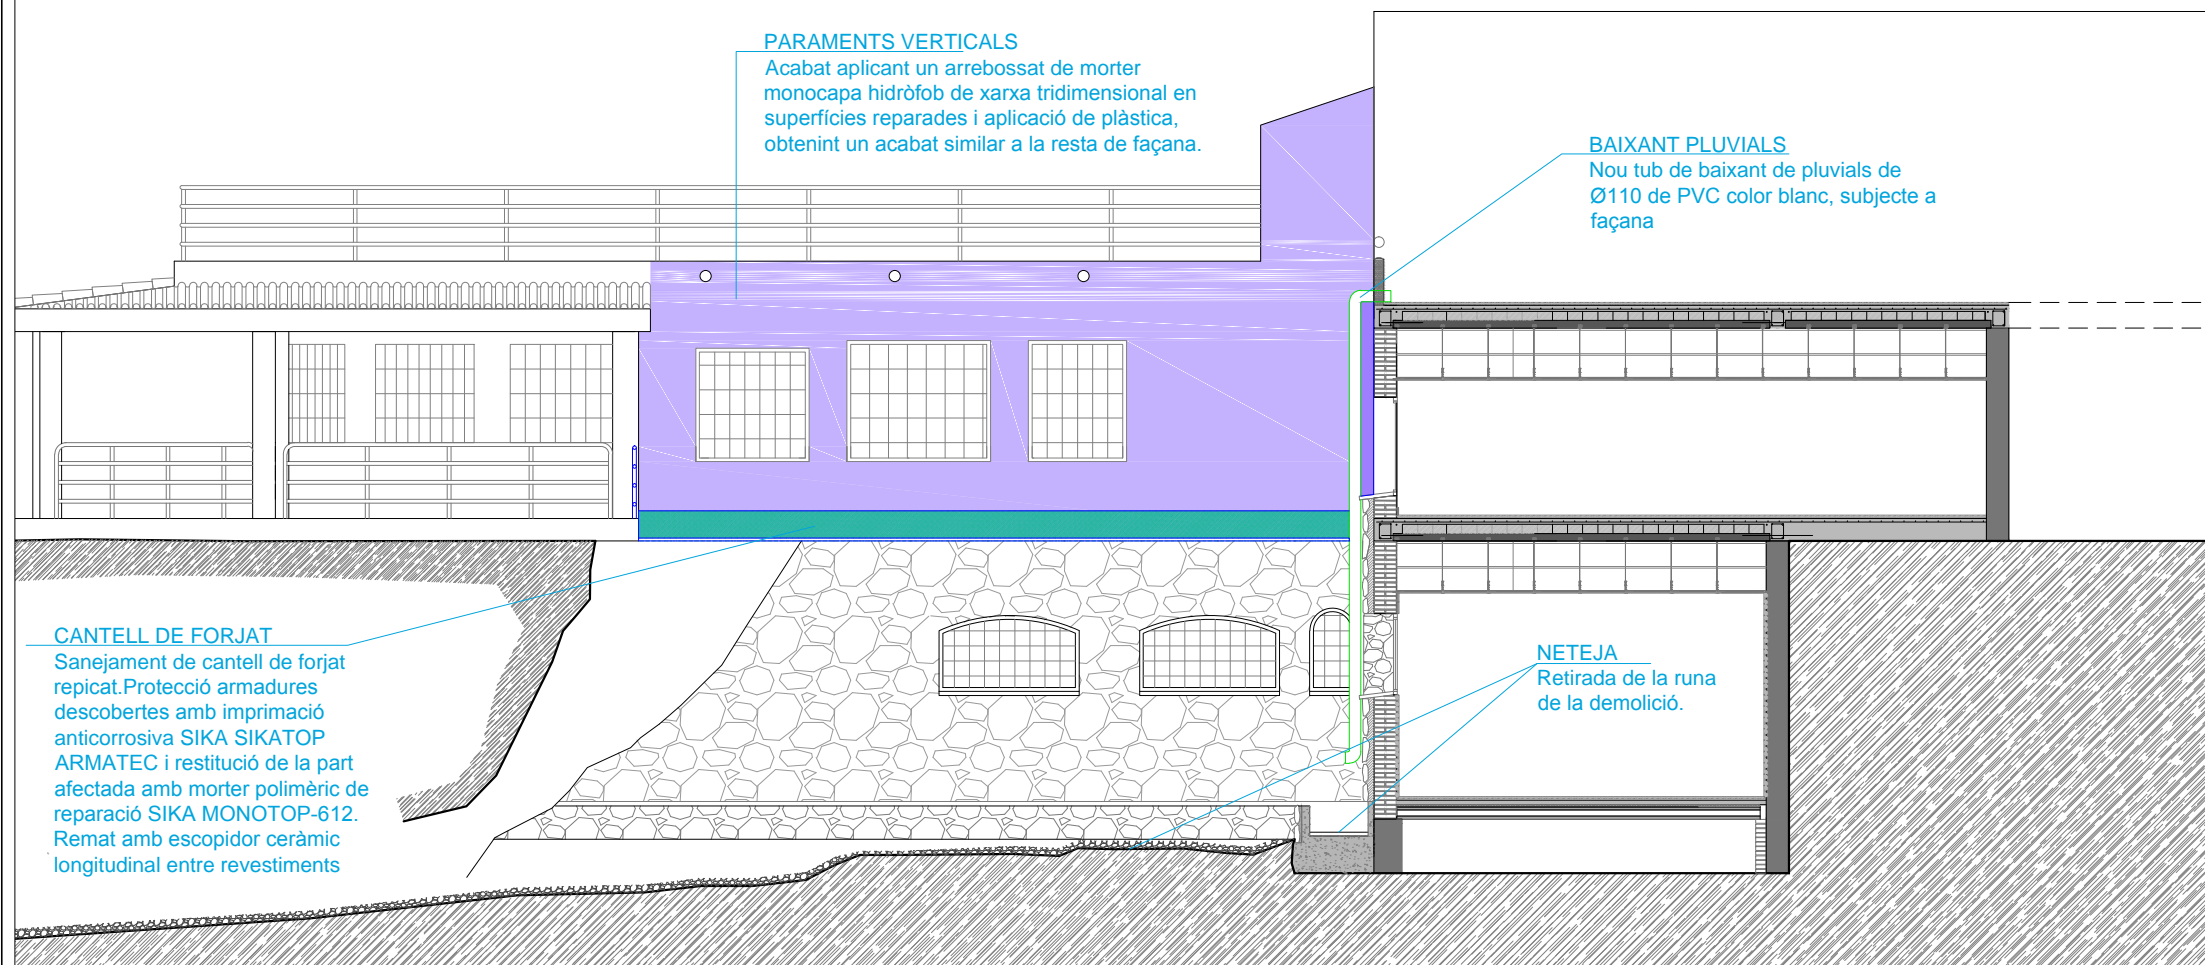 PARAMENTS VERTICALS
Acabat aplicant un arrebossat de morter
monocapa hidròfob de xarxa tridimensional en
superfícies reparades i aplicació de plàstica,
obtenint un acabat similar a la resta de façana.
BAIXANT PLUVIALS
Nou tub de baixant de pluvials de
Ø110 de PVC color blanc, subjecte a
façana
CANTELL DE FORJAT
Sanejament de cantell de forjat
repicat.Protecció armadures
descobertes amb imprimació
anticorrosiva SIKA SIKATOP
ARMATEC i restitució de la part
afectada amb morter polimèric de
reparació SIKA MONOTOP-612.
Remat amb escopidor ceràmic
longitudinal entre revestiments
NETEJA
Retirada de la runa
de la demolició.